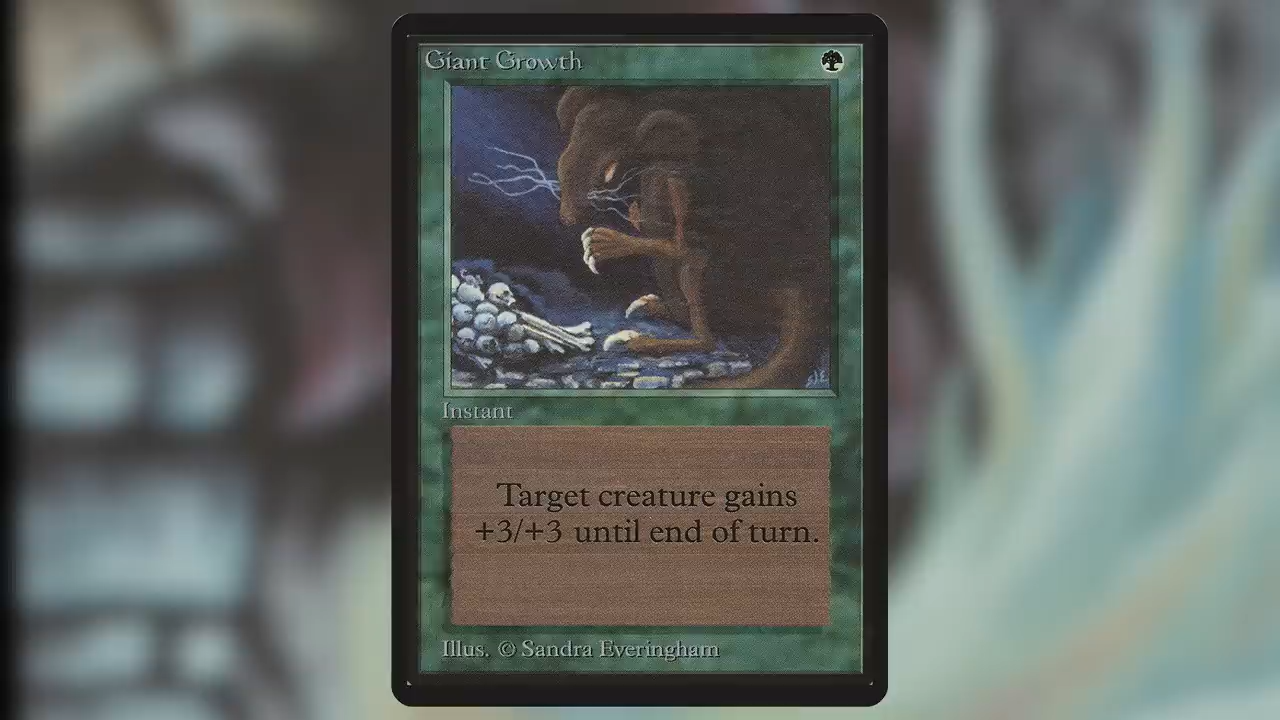 Giant Growth
Instant
Target creature gains
+3/+3 until end of turn.
Illus. © Sandra Everingham